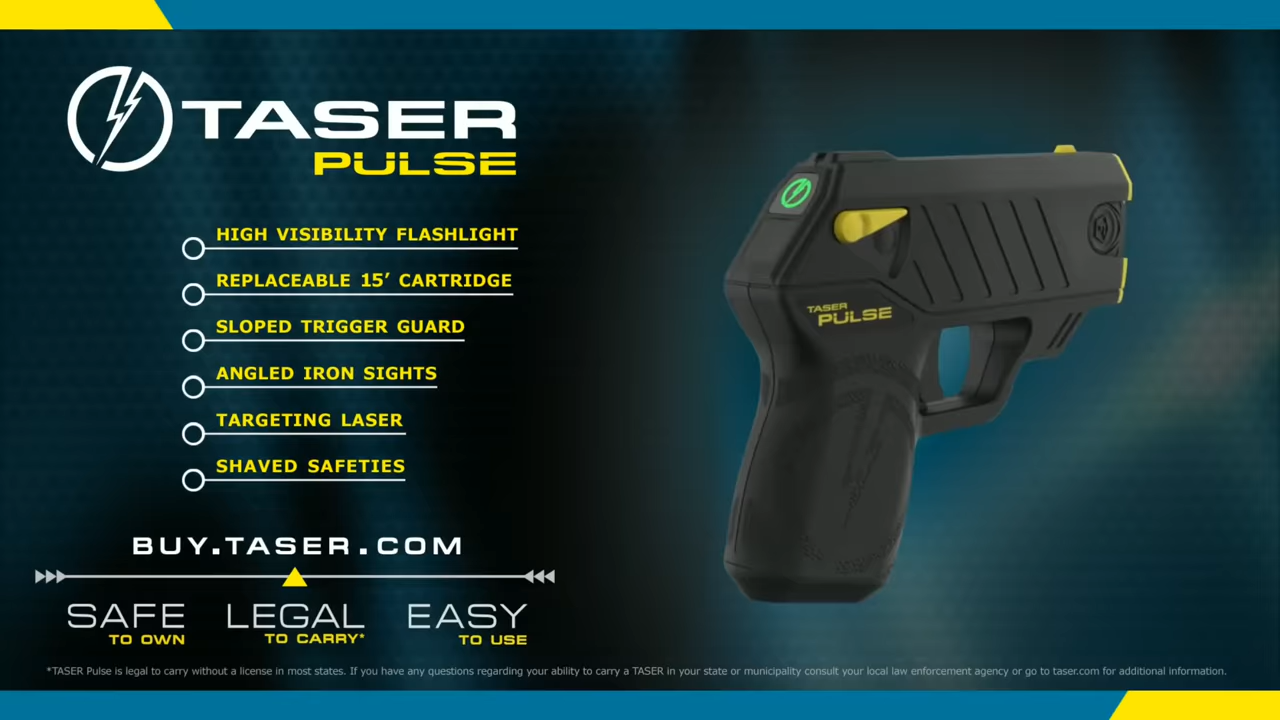 TASER
PULSE
HIGH VISIBILITY FLASHLIGHT
REPLACEABLE 15’ CARTRIDGE
SLOPED TRIGGER GUARD
ANGLED IRON SIGHTS
TARGETING LASER
SHAVED SAFETIES
BUY.TASER.COM
SAFE LEGAL EASY
TO OWN TO CARRY* TO USE
*TASER Pulse is legal to carry without a license in most states. If you have any questions regarding your ability to carry a TASER in your state or municipality consult your local law enforcement agency or go to taser.com for additional information.
TASER
PULSE